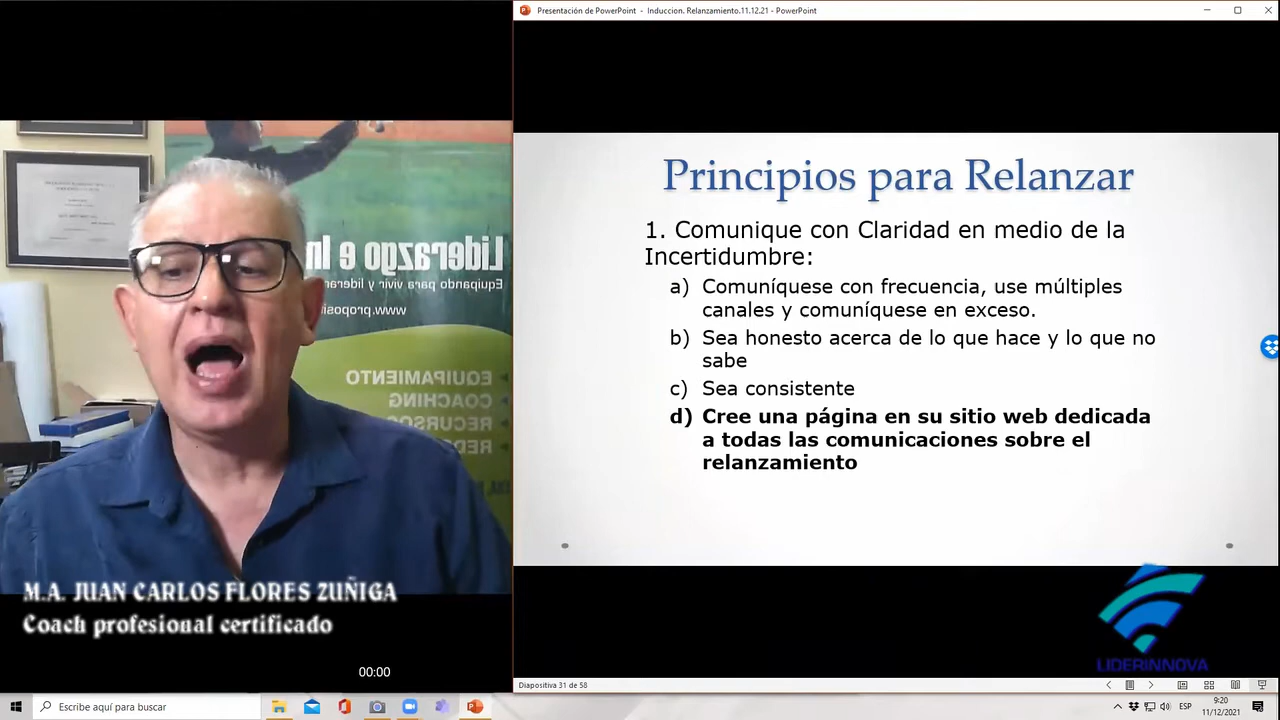 Presentación de PowerPoint - Induccion. Relanzamiento.11.12.21 - PowerPoint
Liderazgo e In
Equipando para vivir y liderar
www.propósi
EQUIPAMIENTO
COACHING
RECURSOS
M.A. JUAN CARLOS FLORES ZUÑIGA
Coach profesional certificado
00:00
Principios para Relanzar
1. Comunique con Claridad en medio de la
Incertidumbre:
a) Comuníquese con frecuencia, use múltiples
canales y comuníquese en exceso.
b) Sea honesto acerca de lo que hace y lo que no
sabe
c) Sea consistente
d) Cree una página en su sitio web dedicada
a todas las comunicaciones sobre el
relanzamiento
LIDERINNOVA
Diapositiva 31 de 58
Escribe aquí para buscar
ESP
9:20
11/12/2021